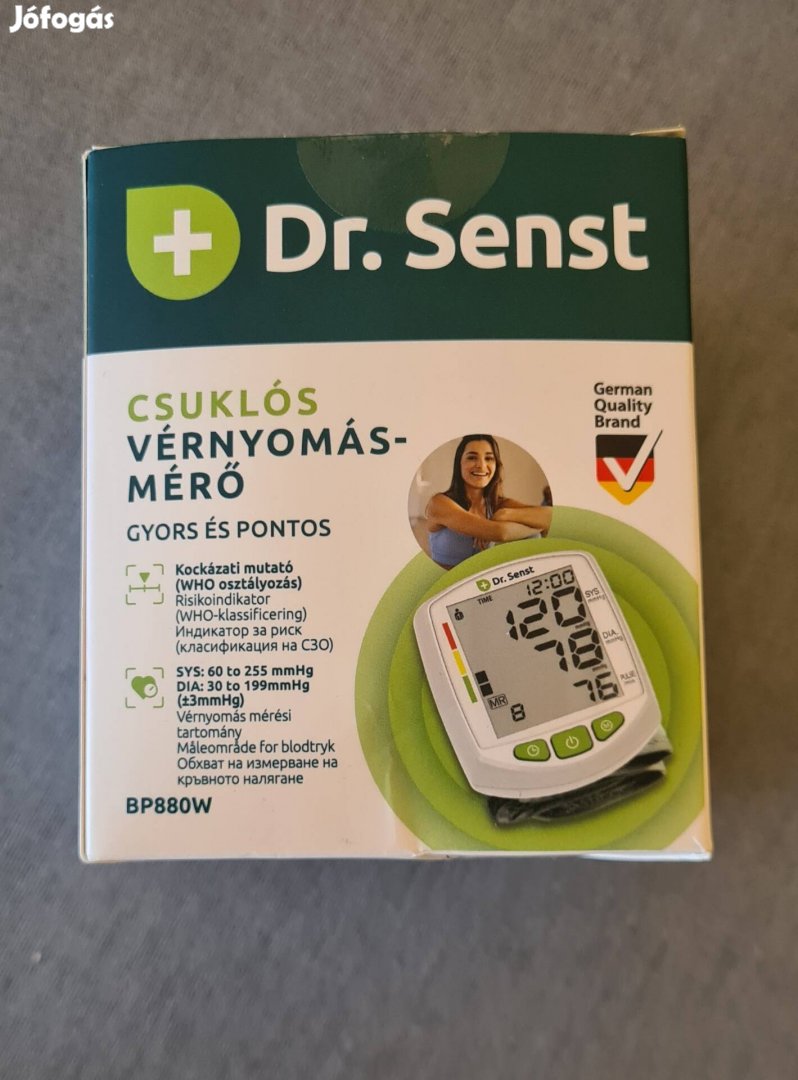 Jófogás
Dr. Senst
CSUKLÓS
VÉRNYOMÁS-
MÉRŐ
GYORS ÉS PONTOS
German
Quality
Brand
Kockázati mutató
(WHO osztályozás)
Risikoindikator
(WHO-klassificering)
Индикатор за риск
(класификация на СЗО)
SYS: 60 to 255 mmHg
DIA: 30 to 199mmHg
(±3mmHg)
Vérnyomás mérési
tartomány
Måleområde for blodtryk
Обхват на измерване на
кръвното налягане
BP880W
Dr. Senst
TIME 12:00
120 SYS. mmHg
78 DIA. mmHg
76 PULSE
MR 8